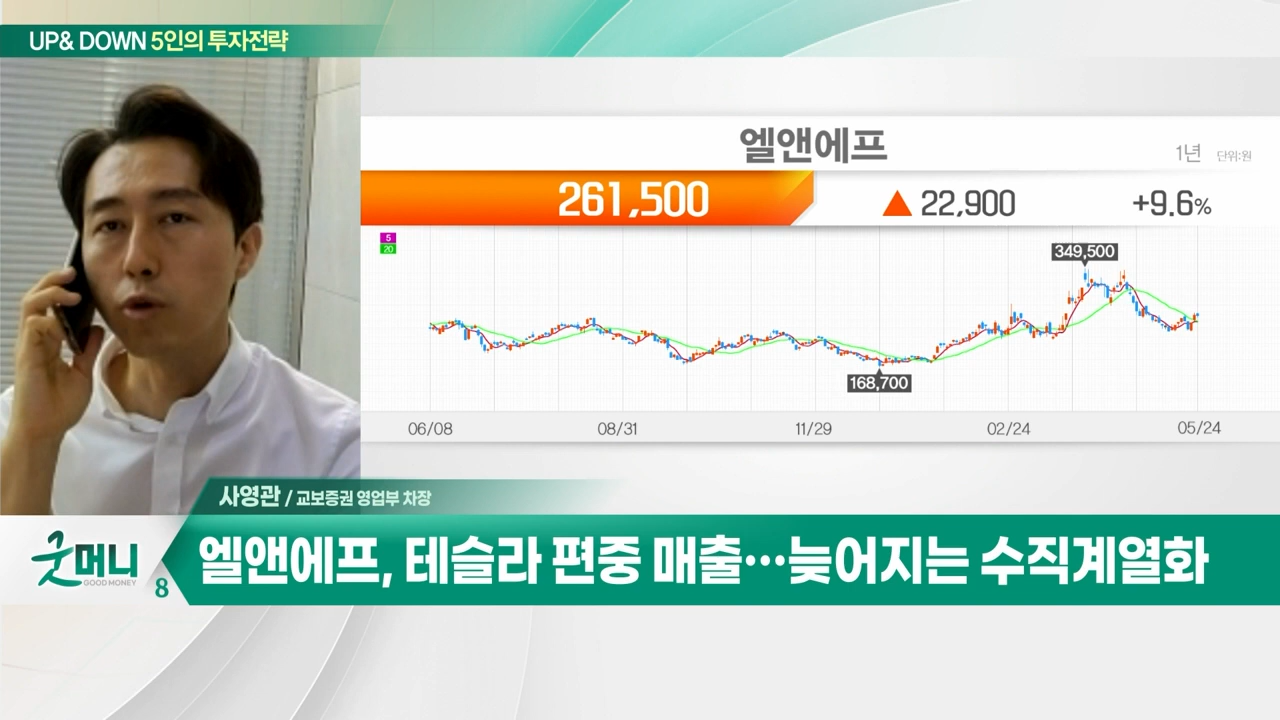 UP& DOWN 5인의 투자전략
엘앤에프
1년 단위:원
261,500 ▲ 22,900 +9.6%
5
20
349,500
168,700
06/08 08/31 11/29 02/24 05/24
사영관 / 교보증권 영업부 차장
굿머니
GOOD MONEY
8
엘앤에프, 테슬라 편중 매출…늦어지는 수직계열화